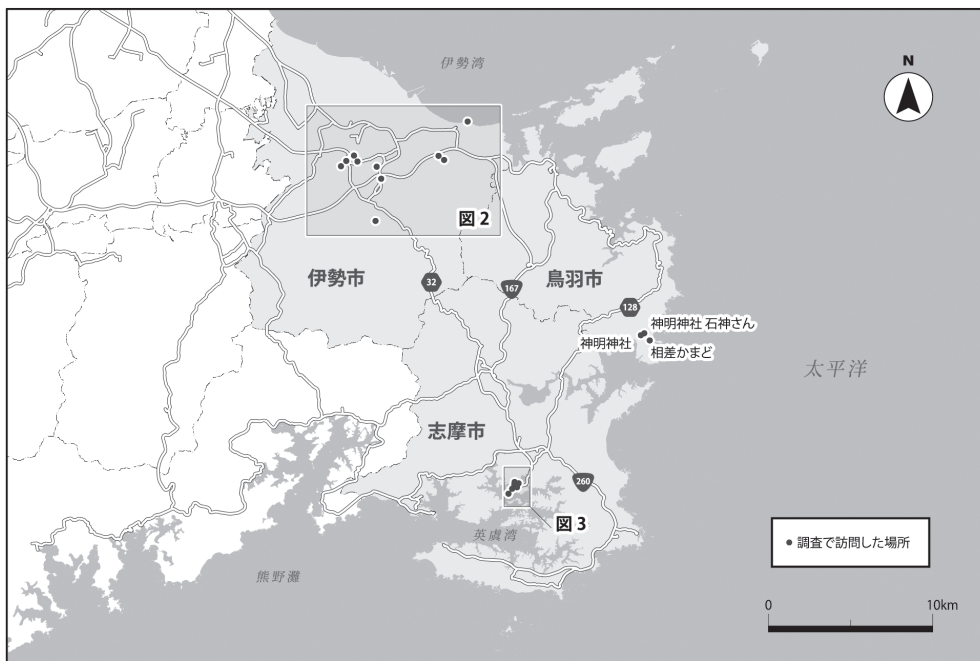 伊勢湾
N
図2
伊勢市
32
167
鳥羽市
128
神明神社 石神さん
神明神社
相差かまど
太平洋
志摩市
260
図3
英虞湾
熊野灘
調査で訪問した場所
0
10km